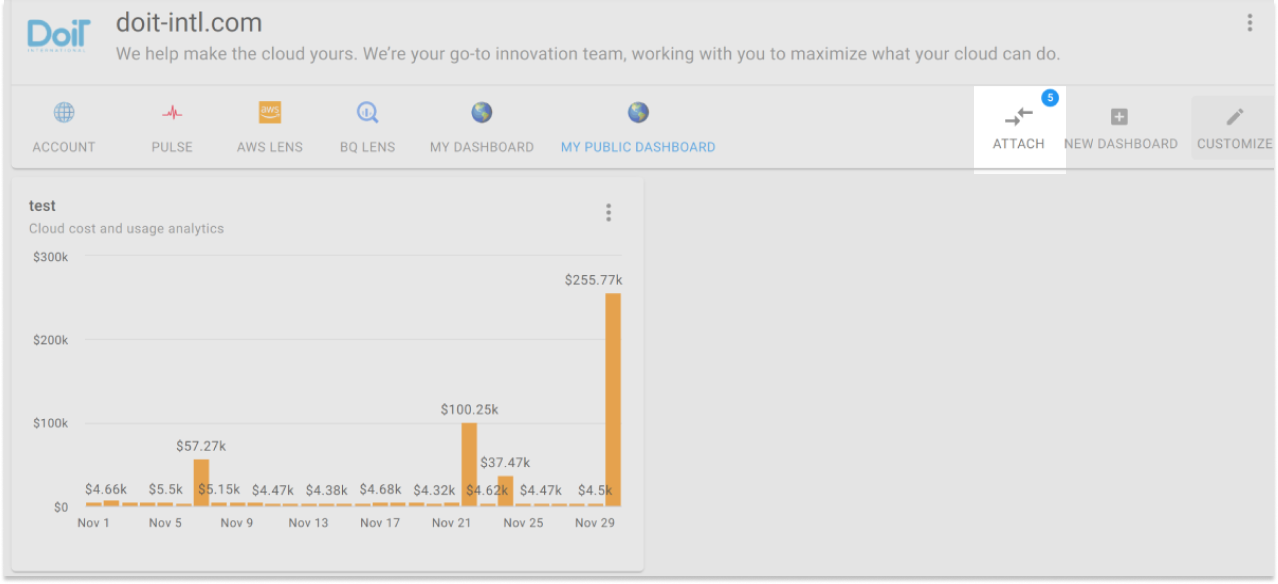 DoiT
INTERNATIONAL
doit-intl.com
We help make the cloud yours. We're your go-to innovation team, working with you to maximize what your cloud can do.
ACCOUNT
PULSE
aws
AWS LENS
BQ LENS
MY DASHBOARD
MY PUBLIC DASHBOARD
5
ATTACH
NEW DASHBOARD
CUSTOMIZE
test
Cloud cost and usage analytics
$300k
$255.77k
$200k
$100.25k
$100k
$57.27k
$37.47k
$4.66k $5.5k $5.15k $4.47k $4.38k $4.68k $4.32k $4.62k $4.47k $4.5k
$0
Nov 1 Nov 5 Nov 9 Nov 13 Nov 17 Nov 21 Nov 25 Nov 29